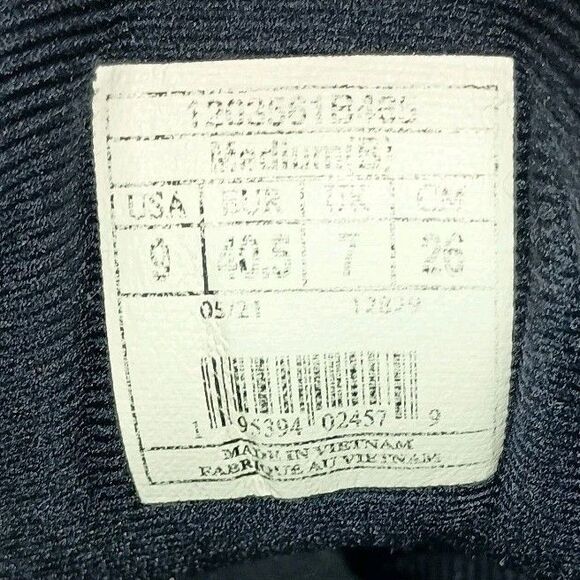 Medium(B)
USA EUR UK CM
9 40.5 7 26
05/21
1 95394 02457 9
MADE IN VIETNAM
FABRIQUE AU VIETNAM